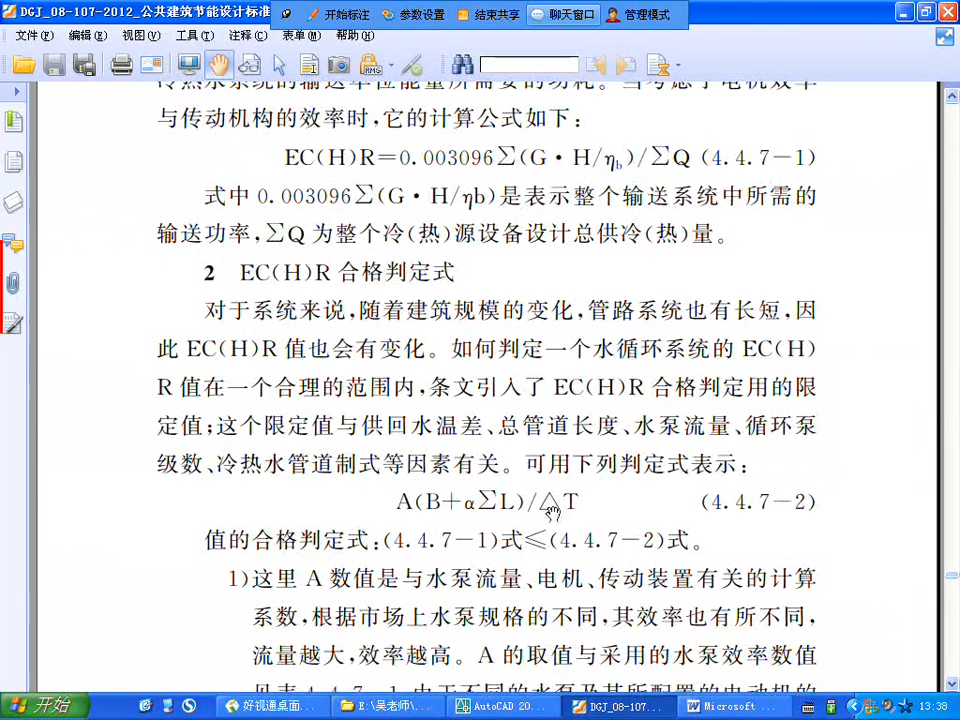 DGJ_08-107-2012_公共建筑节能设计标准
开始标注 参数设置 结束共享 聊天窗口 管理模式
文件(F) 编辑(E) 视图(V) 工具(T) 注释(C) 表单(M) 帮助(H)
与传动机构的效率时,它的计算公式如下:
EC(H)R=0.003096∑(G·H/ηb)/∑Q (4.4.7-1)
式中 0.003096∑(G·H/ηb)是表示整个输送系统中所需的
输送功率,∑Q 为整个冷(热)源设备设计总供冷(热)量。
2 EC(H)R 合格判定式
对于系统来说,随着建筑规模的变化,管路系统也有长短,因
此 EC(H)R 值也会有变化。如何判定一个水循环系统的 EC(H)
R 值在一个合理的范围内,条文引入了 EC(H)R 合格判定用的限
定值;这个限定值与供回水温差、总管道长度、水泵流量、循环泵
级数、冷热水管道制式等因素有关。可用下列判定式表示:
A(B+α∑L)/△T (4.4.7-2)
值的合格判定式:(4.4.7-1)式≤(4.4.7-2)式。
1)这里 A 数值是与水泵流量、电机、传动装置有关的计算
系数,根据市场上水泵规格的不同,其效率也有所不同,
流量越大,效率越高。A 的取值与采用的水泵效率数值
开始 好视通桌面... E:\吴老师\... AutoCAD 20... DGJ_08-107... Microsoft ... 13:38